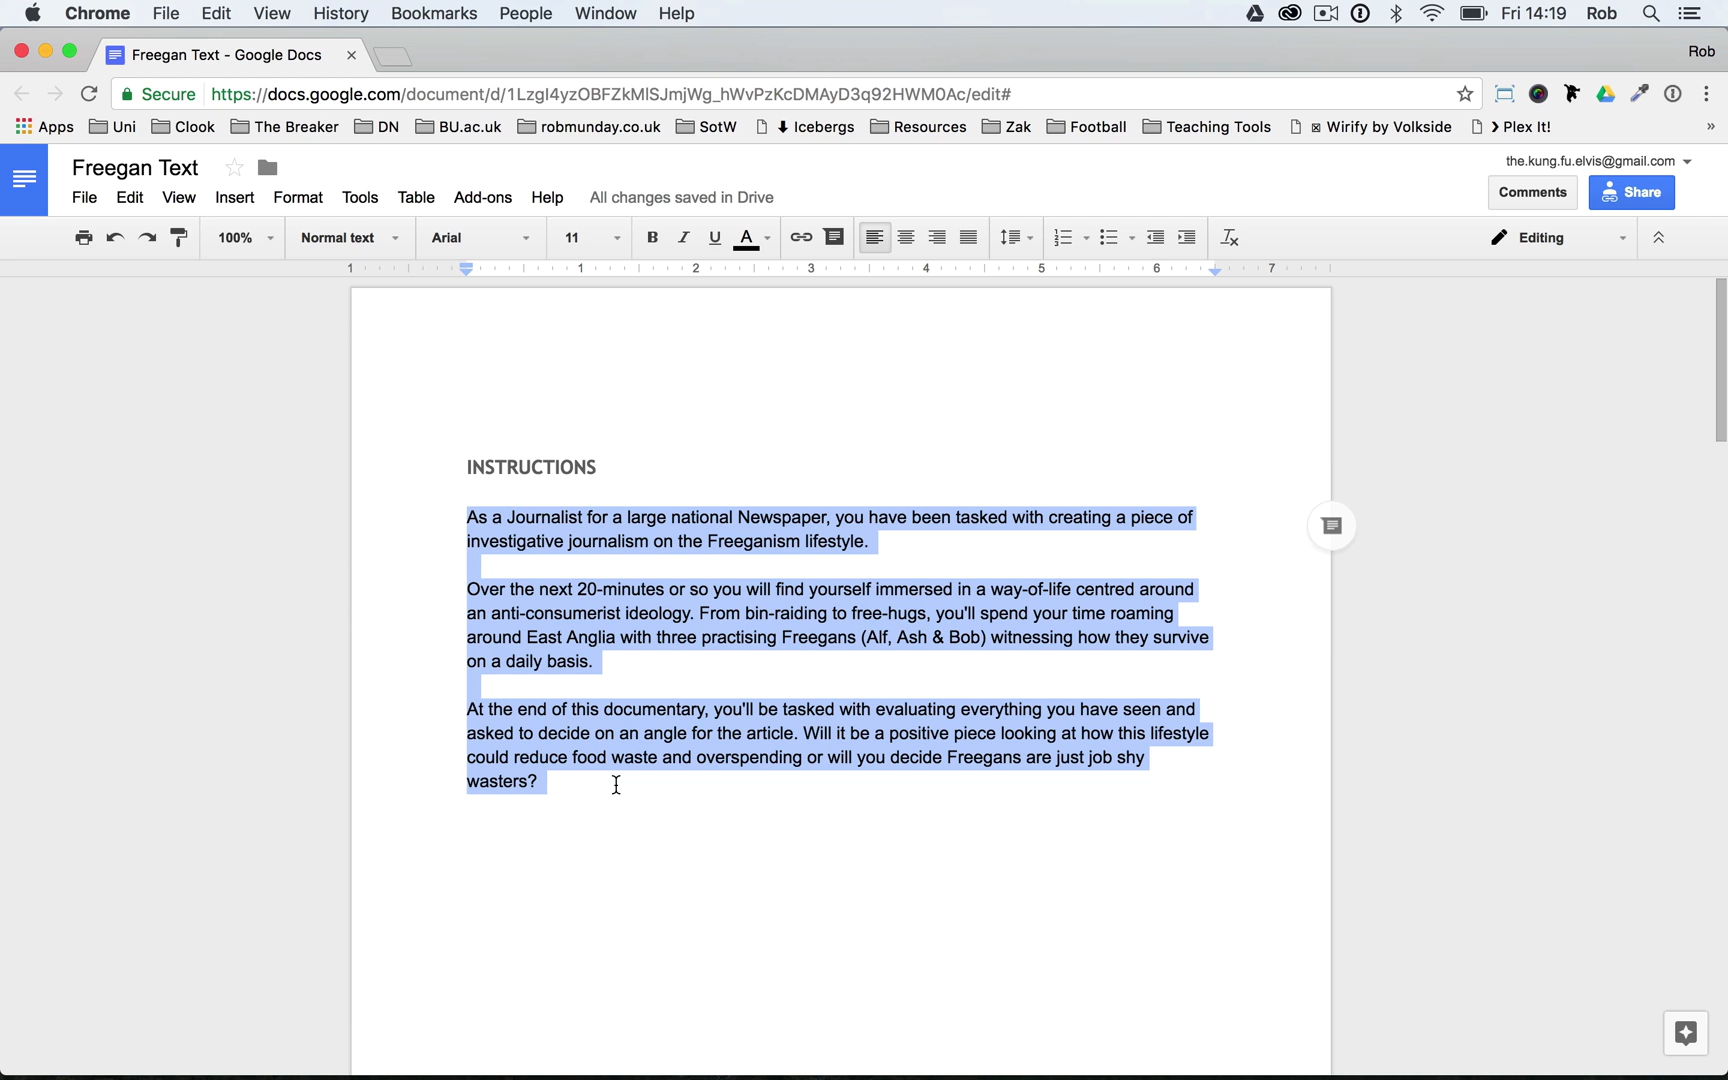 Chrome File Edit View History Bookmarks People Window Help Fri 14:19 Rob
Freegan Text - Google Docs Rob
Secure https://docs.google.com/document/d/1LzgI4yzOBFZkMlSJmjWg_hWvPzKcDMAyD3q92HWM0Ac/edit#
Apps Uni Clook The Breaker DN BU.ac.uk robmunday.co.uk SotW Icebergs Resources Zak Football Teaching Tools Wirify by Volkside Plex It! »
Freegan Text the.kung.fu.elvis@gmail.com
File Edit View Insert Format Tools Table Add-ons Help All changes saved in Drive Comments Share
100% Normal text Arial 11 B I U A Editing
1 1 2 3 4 5 6 7
INSTRUCTIONS
As a Journalist for a large national Newspaper, you have been tasked with creating a piece of
investigative journalism on the Freeganism lifestyle.
Over the next 20-minutes or so you will find yourself immersed in a way-of-life centred around
an anti-consumerist ideology. From bin-raiding to free-hugs, you'll spend your time roaming
around East Anglia with three practising Freegans (Alf, Ash & Bob) witnessing how they survive
on a daily basis.
At the end of this documentary, you'll be tasked with evaluating everything you have seen and
asked to decide on an angle for the article. Will it be a positive piece looking at how this lifestyle
could reduce food waste and overspending or will you decide Freegans are just job shy
wasters?